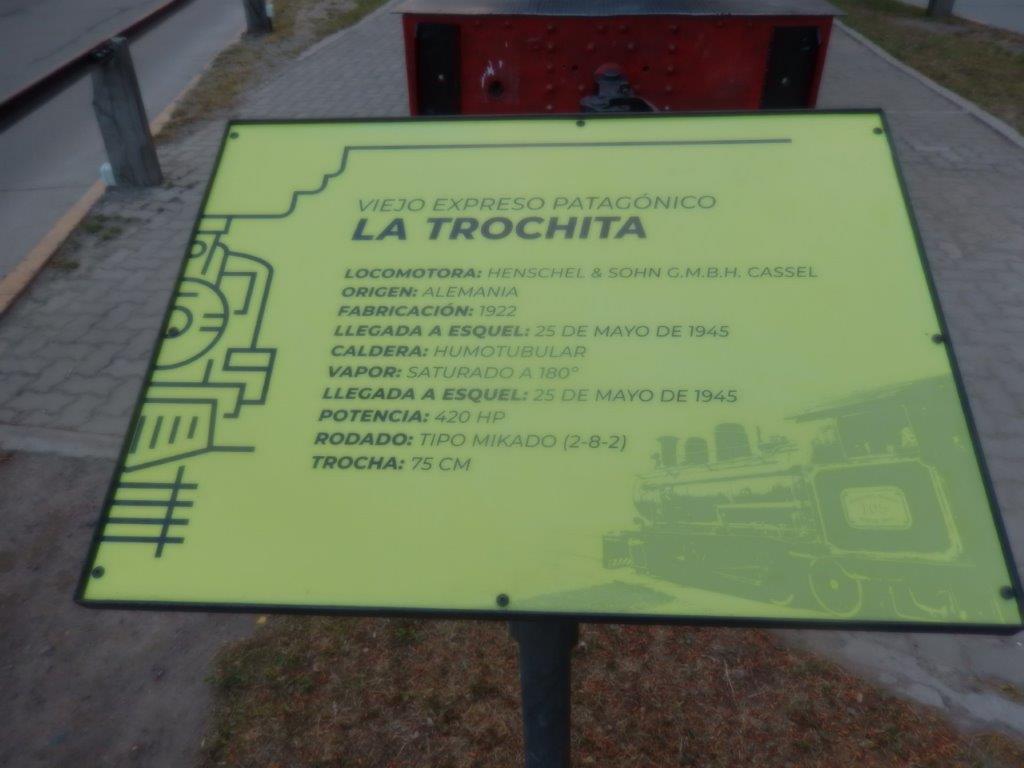 VIEJO EXPRESO PATAGÓNICO
LA TROCHITA
LOCOMOTORA: HENSCHEL & SOHN G.M.B.H. CASSEL
ORIGEN: ALEMANIA
FABRICACIÓN: 1922
LLEGADA A ESQUEL: 25 DE MAYO DE 1945
CALDERA: HUMOTUBULAR
VAPOR: SATURADO A 180°
LLEGADA A ESQUEL: 25 DE MAYO DE 1945
POTENCIA: 420 HP
RODADO: TIPO MIKADO (2-8-2)
TROCHA: 75 CM